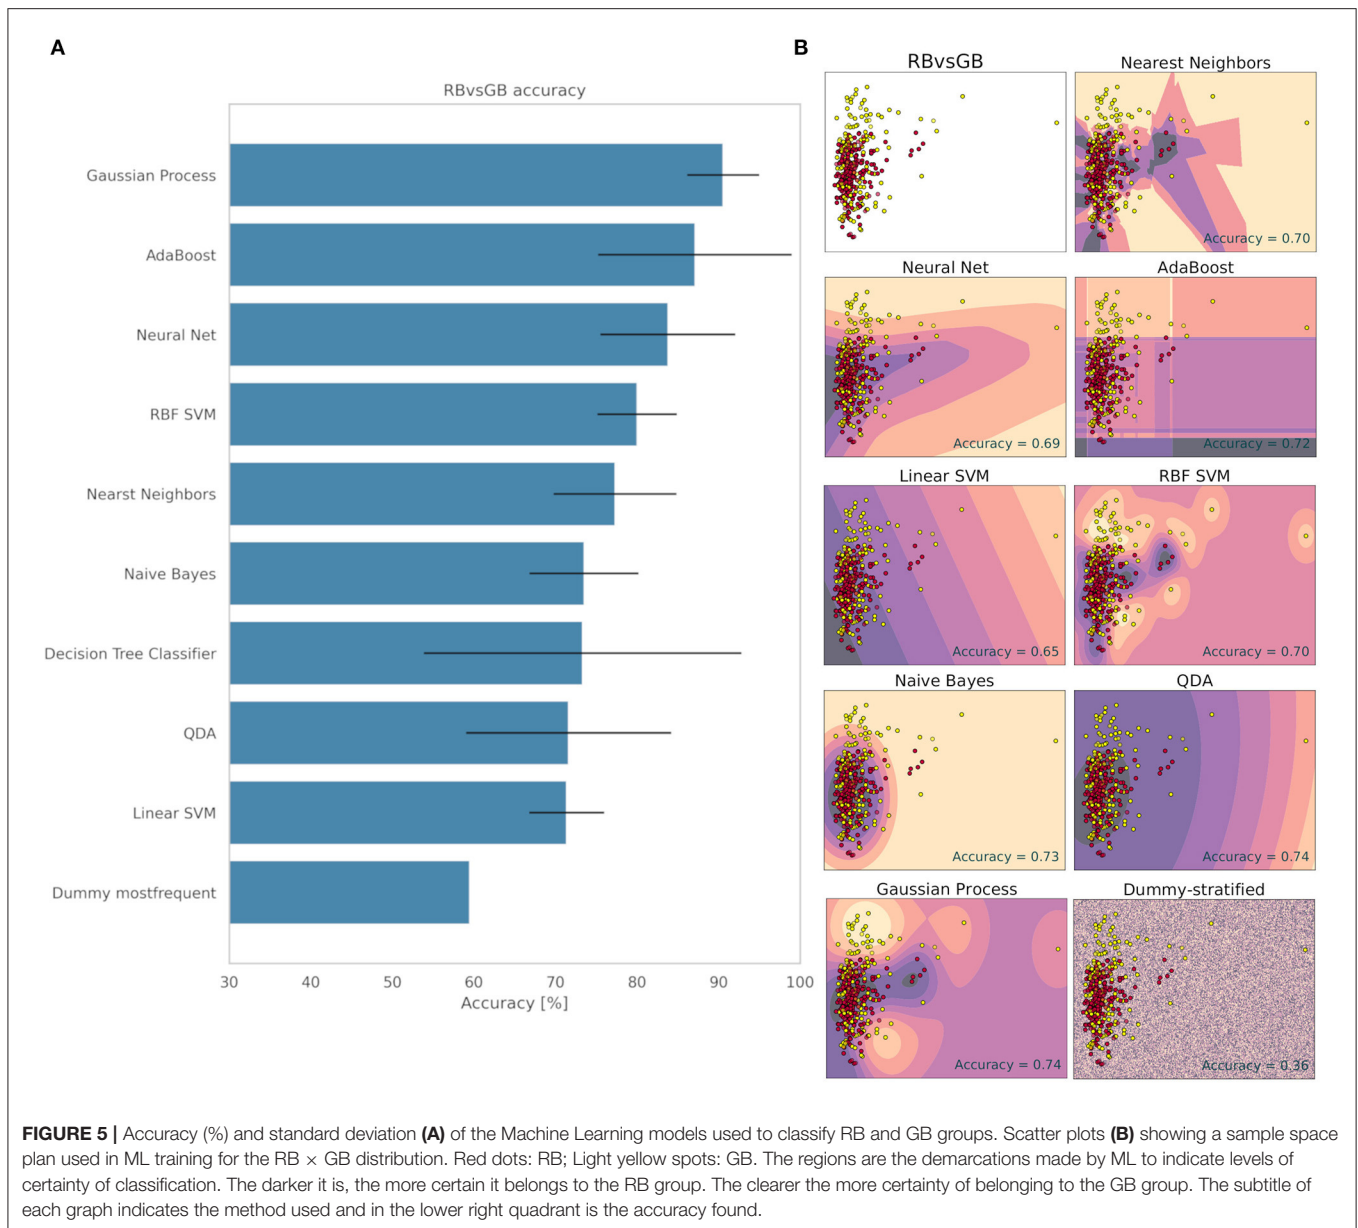 A
RBvsGB accuracy
Gaussian Process
AdaBoost
Neural Net
RBF SVM
Nearst Neighbors
Naive Bayes
Decision Tree Classifier
QDA
Linear SVM
Dummy mostfrequent
30 40 50 60 70 80 90 100
Accuracy [%]
B
RBvsGB
Nearest Neighbors
Accuracy = 0.70
Neural Net
AdaBoost
Accuracy = 0.69
Accuracy = 0.72
Linear SVM
RBF SVM
Accuracy = 0.65
Accuracy = 0.70
Naive Bayes
QDA
Accuracy = 0.73
Accuracy = 0.74
Gaussian Process
Dummy-stratified
Accuracy = 0.74
Accuracy = 0.36
FIGURE 5 | Accuracy (%) and standard deviation (A) of the Machine Learning models used to classify RB and GB groups. Scatter plots (B) showing a sample space
plan used in ML training for the RB × GB distribution. Red dots: RB; Light yellow spots: GB. The regions are the demarcations made by ML to indicate levels of
certainty of classification. The darker it is, the more certain it belongs to the RB group. The clearer the more certainty of belonging to the GB group. The subtitle of
each graph indicates the method used and in the lower right quadrant is the accuracy found.